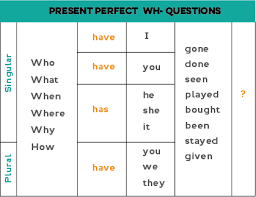 PRESENT PERFECT WH- QUESTIONS
Singular
Plural
Who
What
When
Where
Why
How
have
have
has
have
I
you
he
she
it
you
we
they
gone
done
seen
played
bought
been
stayed
given
?